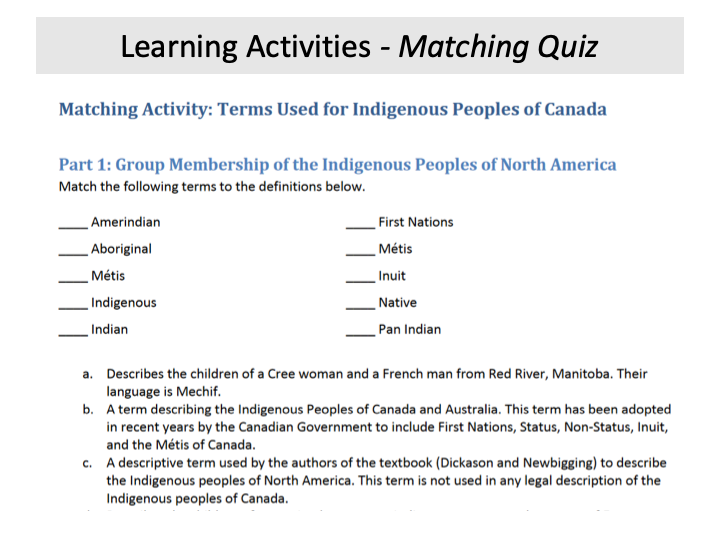 Learning Activities - Matching Quiz
Matching Activity: Terms Used for Indigenous Peoples of Canada
Part 1: Group Membership of the Indigenous Peoples of North America
Match the following terms to the definitions below.
____ Amerindian ____ First Nations
____ Aboriginal ____ Métis
____ Métis ____ Inuit
____ Indigenous ____ Native
____ Indian ____ Pan Indian
a. Describes the children of a Cree woman and a French man from Red River, Manitoba. Their
language is Mechif.
b. A term describing the Indigenous Peoples of Canada and Australia. This term has been adopted
in recent years by the Canadian Government to include First Nations, Status, Non-Status, Inuit,
and the Métis of Canada.
c. A descriptive term used by the authors of the textbook (Dickason and Newbigging) to describe
the Indigenous peoples of North America. This term is not used in any legal description of the
Indigenous peoples of Canada.